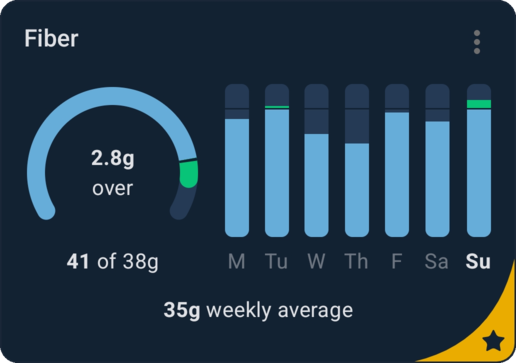 Fiber
2.8g
over
41 of 38g
M Tu W Th F Sa Su
35g weekly average